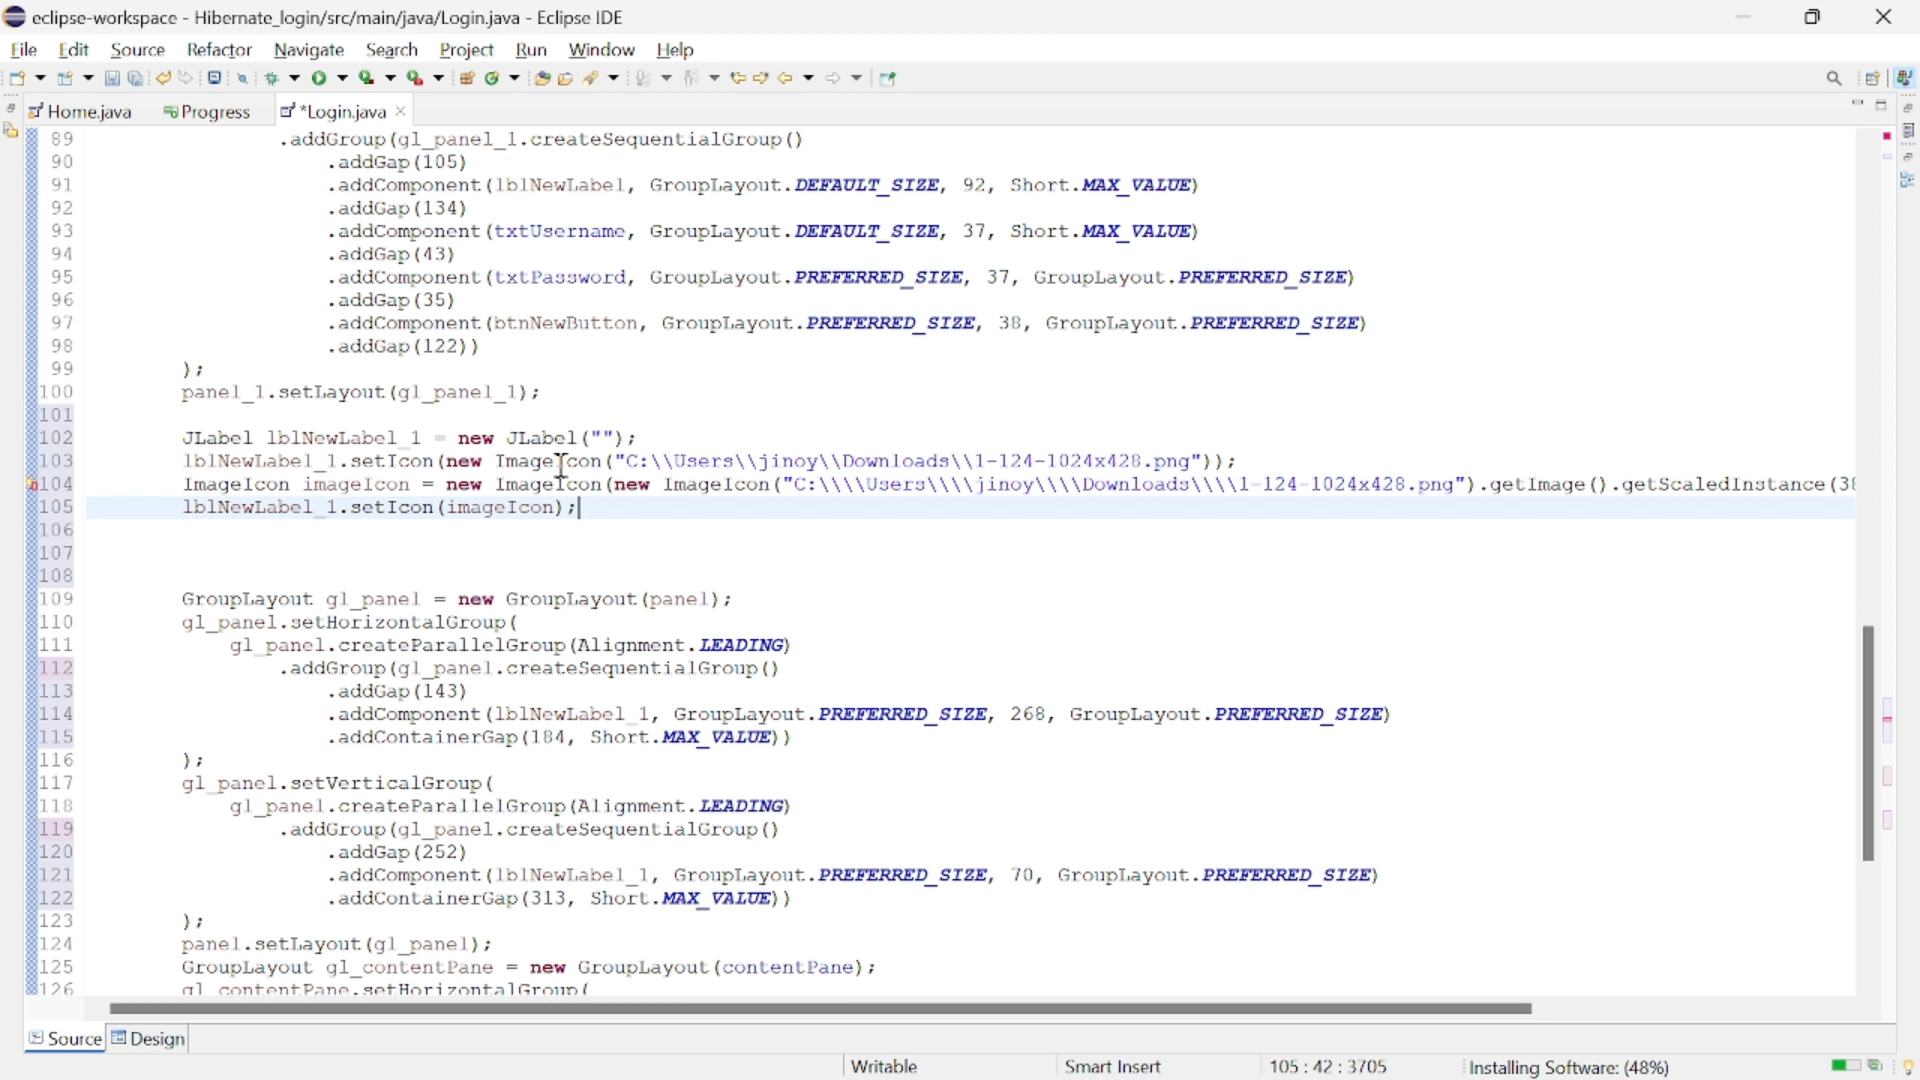 eclipse-workspace - Hibernate_login/src/main/java/Login.java - Eclipse IDE
File Edit Source Refactor Navigate Search Project Run Window Help
Home.java Progress *Login.java
89 .addGroup(gl_panel_1.createSequentialGroup()
90 .addGap(105)
91 .addComponent(lblNewLabel, GroupLayout.DEFAULT_SIZE, 92, Short.MAX_VALUE)
92 .addGap(134)
93 .addComponent(txtUsername, GroupLayout.DEFAULT_SIZE, 37, Short.MAX_VALUE)
94 .addGap(43)
95 .addComponent(txtPassword, GroupLayout.PREFERRED_SIZE, 37, GroupLayout.PREFERRED_SIZE)
96 .addGap(35)
97 .addComponent(btnNewButton, GroupLayout.PREFERRED_SIZE, 38, GroupLayout.PREFERRED_SIZE)
98 .addGap(122))
99 );
100 panel_1.setLayout(gl_panel_1);
101
102 JLabel lblNewLabel_1 = new JLabel("");
103 lblNewLabel_1.setIcon(new ImageIcon("C:\\Users\\jinoy\\Downloads\\1-124-1024x428.png"));
104 ImageIcon imageIcon = new ImageIcon(new ImageIcon("C:\\\\Users\\\\jinoy\\\\Downloads\\\\1-124-1024x428.png").getImage().getScaledInstance(38
105 lblNewLabel_1.setIcon(imageIcon);
106
107
108
109 GroupLayout gl_panel = new GroupLayout(panel);
110 gl_panel.setHorizontalGroup(
111 gl_panel.createParallelGroup(Alignment.LEADING)
112 .addGroup(gl_panel.createSequentialGroup()
113 .addGap(143)
114 .addComponent(lblNewLabel_1, GroupLayout.PREFERRED_SIZE, 268, GroupLayout.PREFERRED_SIZE)
115 .addContainerGap(184, Short.MAX_VALUE))
116 );
117 gl_panel.setVerticalGroup(
118 gl_panel.createParallelGroup(Alignment.LEADING)
119 .addGroup(gl_panel.createSequentialGroup()
120 .addGap(252)
121 .addComponent(lblNewLabel_1, GroupLayout.PREFERRED_SIZE, 70, GroupLayout.PREFERRED_SIZE)
122 .addContainerGap(313, Short.MAX_VALUE))
123 );
124 panel.setLayout(gl_panel);
125 GroupLayout gl_contentPane = new GroupLayout(contentPane);
126 gl_contentPane.setHorizontalGroup(
Source Design
Writable Smart Insert 105 : 42 : 3705 Installing Software: (48%)